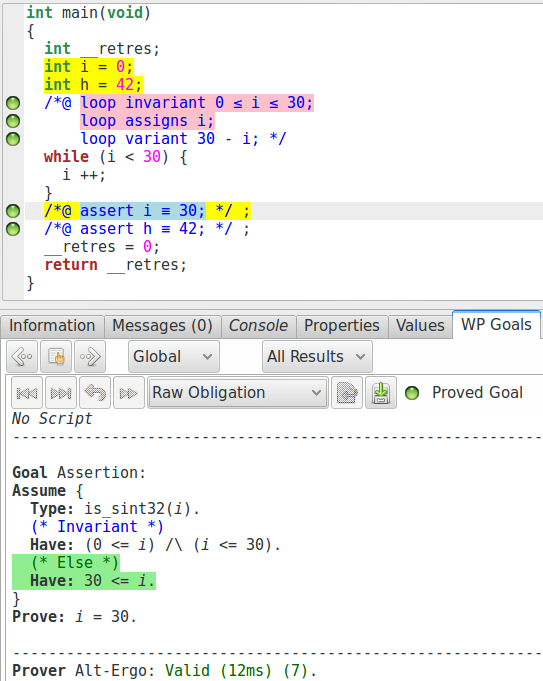 int main(void)
{
int __retres;
int i = 0;
int h = 42;
/*@ loop invariant 0 ≤ i ≤ 30;
loop assigns i;
loop variant 30 - i; */
while (i < 30) {
i ++;
}
/*@ assert i ≡ 30; */ ;
/*@ assert h ≡ 42; */ ;
__retres = 0;
return __retres;
}
Information Messages (0) Console Properties Values WP Goals
Global All Results
Raw Obligation Proved Goal
No Script
------------------------------------------------------------
Goal Assertion:
Assume {
Type: is_sint32(i).
(* Invariant *)
Have: (0 <= i) /\ (i <= 30).
(* Else *)
Have: 30 <= i.
}
Prove: i = 30.
------------------------------------------------------------
Prover Alt-Ergo: Valid (12ms) (7).